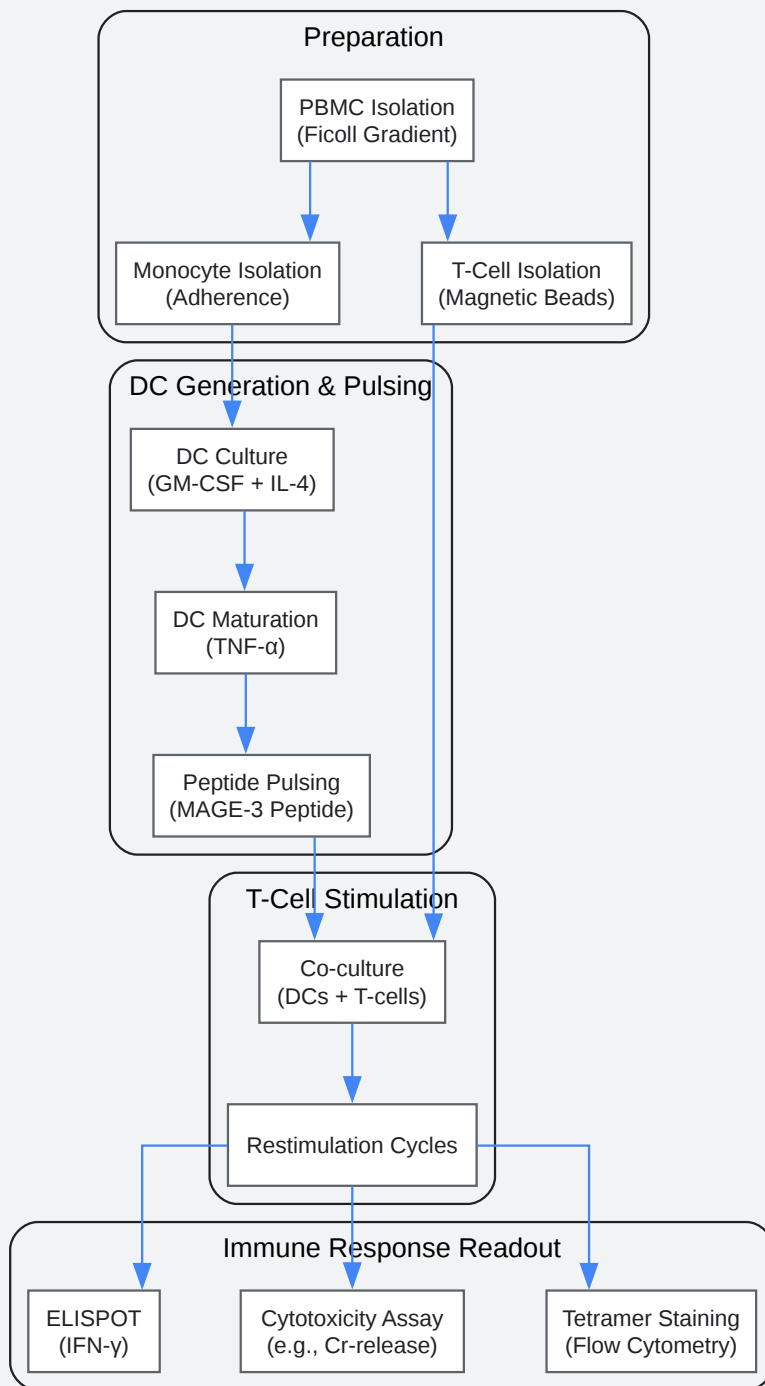 Preparation
PBMC Isolation
(Ficoll Gradient)
Monocyte Isolation
(Adherence)
T-Cell Isolation
(Magnetic Beads)
DC Generation & Pulsing
DC Culture
(GM-CSF + IL-4)
DC Maturation
(TNF-α)
Peptide Pulsing
(MAGE-3 Peptide)
T-Cell Stimulation
Co-culture
(DCs + T-cells)
Restimulation Cycles
Immune Response Readout
ELISPOT
(IFN-γ)
Cytotoxicity Assay
(e.g., Cr-release)
Tetramer Staining
(Flow Cytometry)